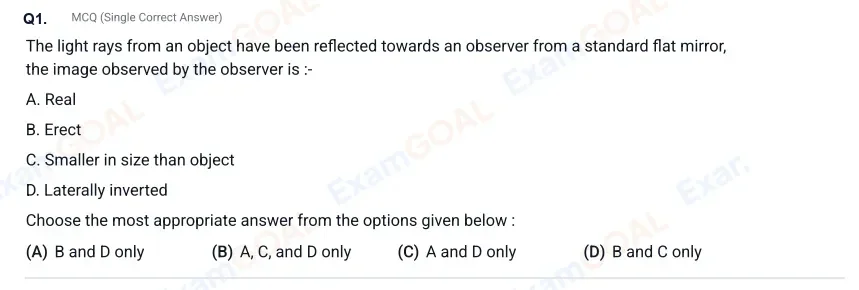 Q1. MCQ (Single Correct Answer)
The light rays from an object have been reflected towards an observer from a standard flat mirror,
the image observed by the observer is :-
A. Real
B. Erect
C. Smaller in size than object
D. Laterally inverted
Choose the most appropriate answer from the options given below :
(A) B and D only (B) A, C, and D only (C) A and D only (D) B and C only
ExamGOAL